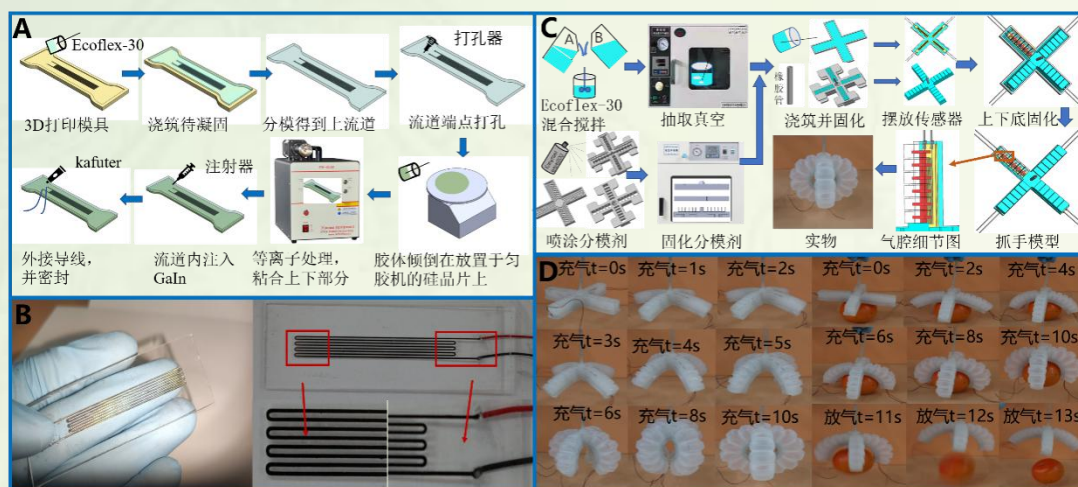 A
Ecoflex-30
打孔器
3D打印模具
浇筑待凝固
分模得到上流道
流道端点打孔
kafuter
注射器
外接导线，
并密封
流道内注入
GaIn
等离子处理，
粘合上下部分
胶体倾倒在放置于匀
胶机的硅晶片上
B
C
A
B
Ecoflex-30
混合搅拌
抽取真空
橡
胶
管
浇筑并固化
摆放传感器
上下底固化
喷涂分模剂
固化分模剂
实物
气腔细节图
抓手模型
D
充气t=0s
充气t=1s
充气t=2s
充气t=0s
充气t=2s
充气t=4s
充气t=3s
充气t=4s
充气t=5s
充气t=6s
充气t=8s
充气t=10s
充气t=6s
充气t=8s
充气t=10s
放气t=11s
放气t=12s
放气t=13s